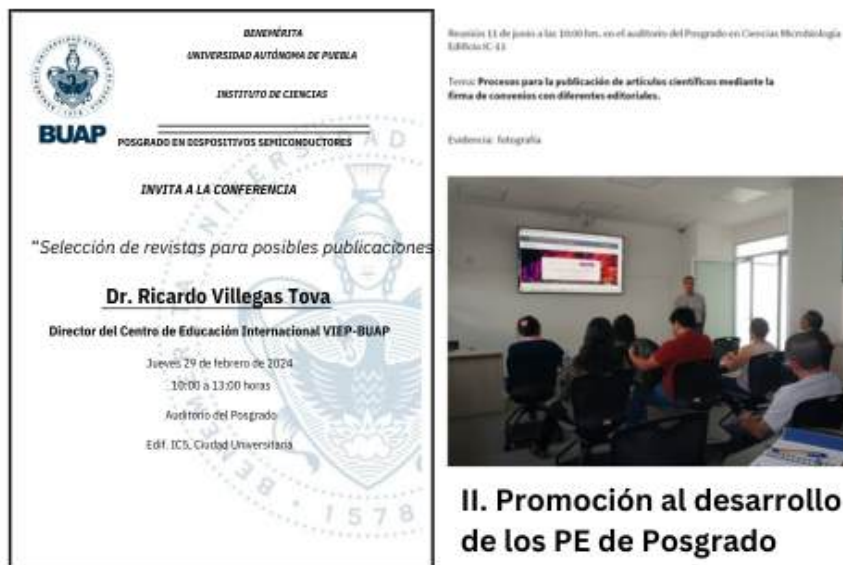 BENEMÉRITA
UNIVERSIDAD AUTÓNOMA DE PUEBLA
INSTITUTO DE CIENCIAS
BUAP
POSGRADO EN DISPOSITIVOS SEMICONDUCTORES
INVITA A LA CONFERENCIA
"Selección de revistas para posibles publicaciones
Dr. Ricardo Villegas Tova
Director del Centro de Educación Internacional VIEP-BUAP
Jueves 29 de febrero de 2024
10:00 a 13:00 horas
Auditorio del Posgrado
Edif. IC5, Ciudad Universitaria
1578
Reunión 11 de junio a las 10:00 hrs. en el auditorio del Posgrado en Ciencias Microbiología
Edificio IC-11
Tema: Procesos para la publicación de artículos científicos mediante la
firma de convenios con diferentes editoriales.
Evidencia: fotografía
II. Promoción al desarrollo
de los PE de Posgrado